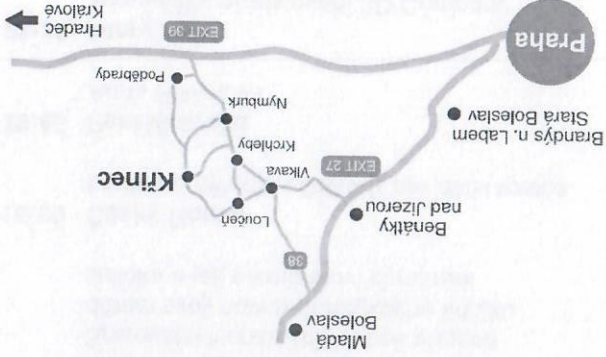 Mladá
Boleslav
38
Benátky
nad Jizerou
Loučeň
Vlkava
EXIT 27
Křinec
Krchleby
Brandýs n. Labem
Stará Boleslav
Nymburk
Poděbrady
Praha
EXIT 39
Hradec
Králové